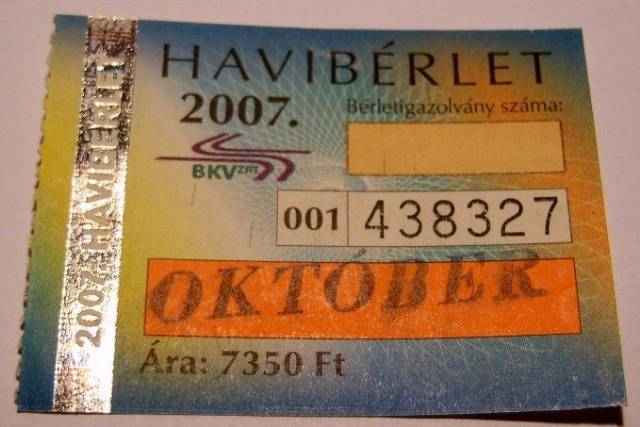 HAVIBÉRLET
2007.
Bérletigazolvány száma:
BKV ZRT
001 438327
OKTÓBER
Ára: 7350 Ft
2007. HAVIBÉRLET